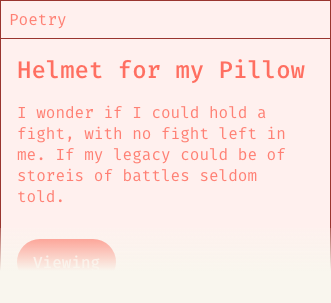 Poetry
Helmet for my Pillow
I wonder if I could hold a
fight, with no fight left in
me. If my legacy could be of
storeis of battles seldom
told.
Viewing